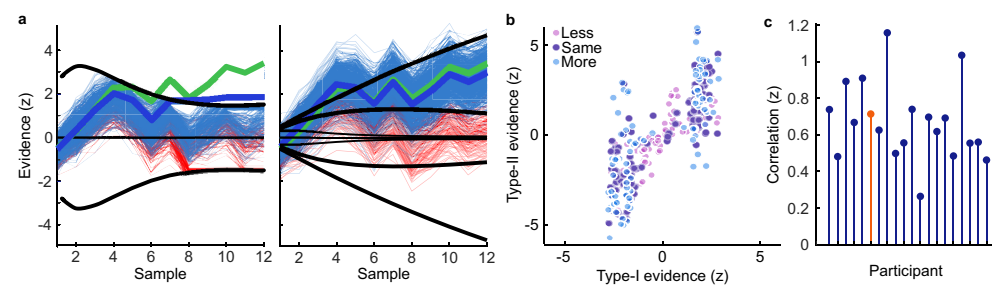 a
Evidence (z)
4
2
0
-2
-4
2 4 6 8 10 12
Sample
2 4 6 8 10 12
Sample
b
Less
Same
More
Type-II evidence (z)
5
0
-5
-5 0 5
Type-I evidence (z)
c
Correlation (z)
1.2
1
0.8
0.6
0.4
0.2
0
Participant